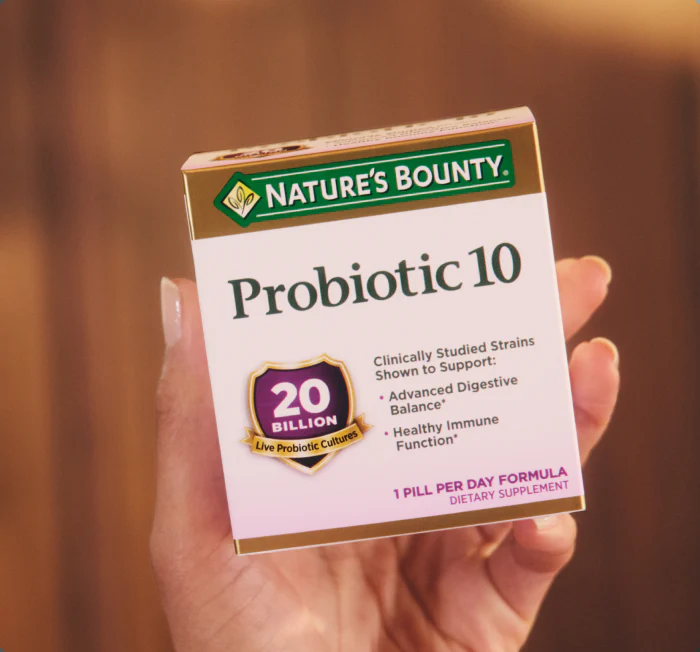 NATURE'S BOUNTY®
Probiotic 10
Clinically Studied Strains
Shown to Support:
• Advanced Digestive
Balance*
• Healthy Immune
Function*
20
BILLION
Live Probiotic Cultures
1 PILL PER DAY FORMULA
DIETARY SUPPLEMENT